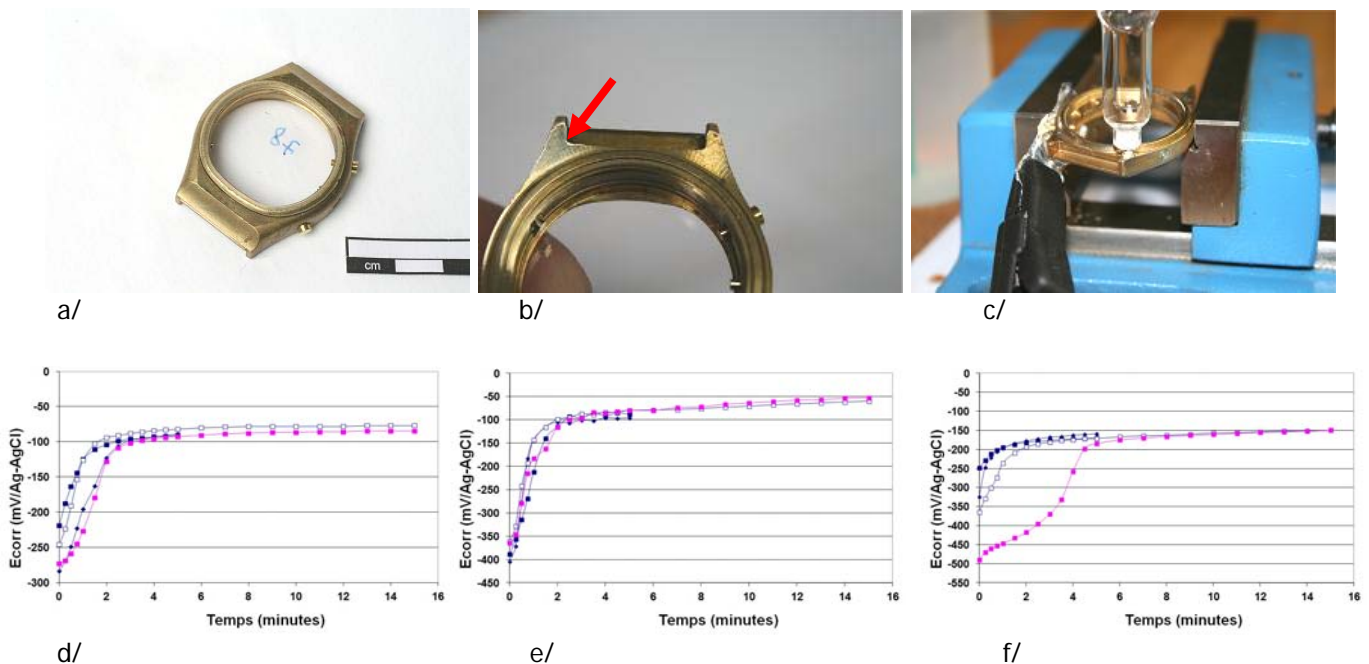 8f
cm
a/
b/
c/
0
-50
-100
-150
-200
-250
-300
Ecorr (mV/Ag-AgCl)
0 2 4 6 8 10 12 14 16
Temps (minutes)
d/
0
-50
-100
-150
-200
-250
-300
-350
-400
-450
Ecorr (mV/Ag-AgCl)
0 2 4 6 8 10 12 14 16
Temps (minutes)
e/
0
-50
-100
-150
-200
-250
-300
-350
-400
-450
-500
-550
Ecorr (mV/Ag-AgCl)
0 2 4 6 8 10 12 14 16
Temps (minutes)
f/